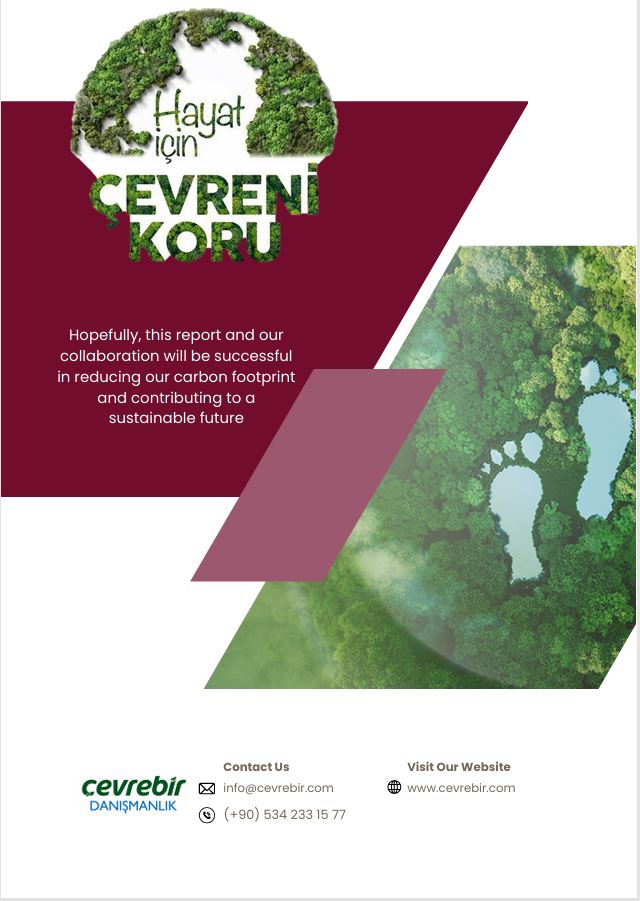 Hayat
için
ÇEVRENİ
KORU
Hopefully, this report and our
collaboration will be successful
in reducing our carbon footprint
and contributing to a
sustainable future
çevrebir
DANIŞMANLIK
Contact Us
info@cevrebir.com
(+90) 534 233 15 77
Visit Our Website
www.cevrebir.com